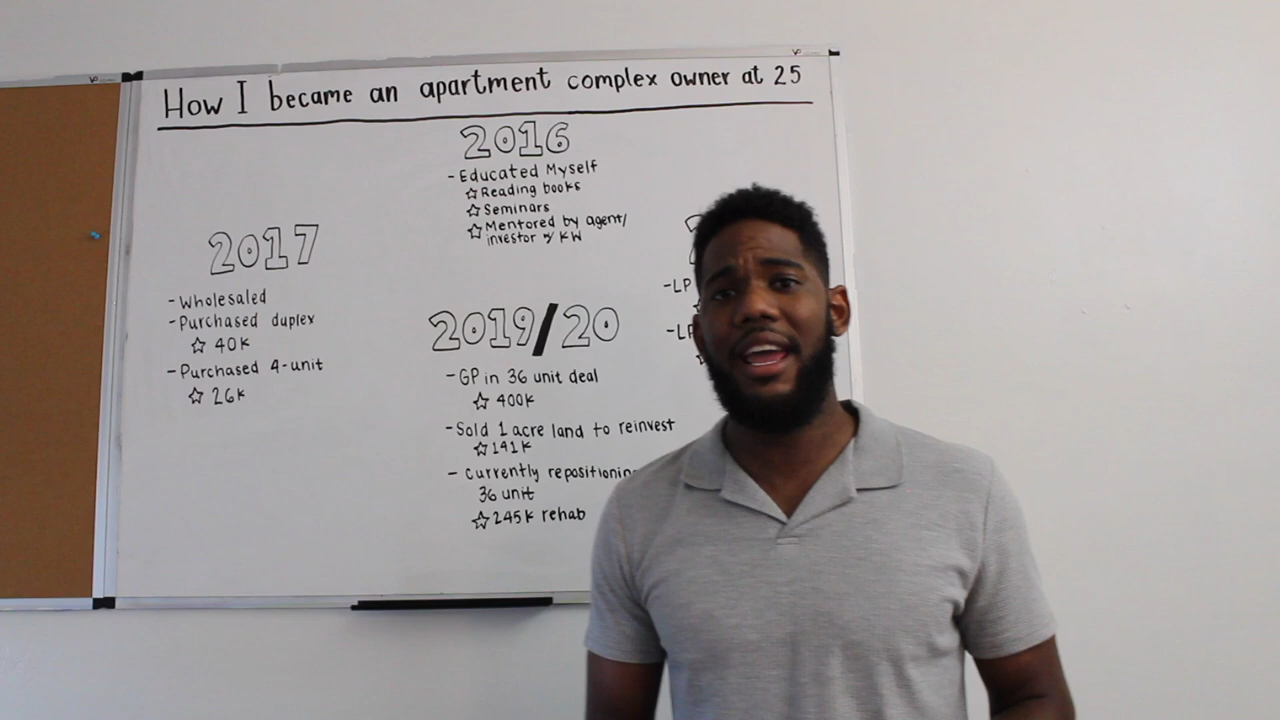 How I became an apartment complex owner at 25
2016
- Educated Myself
☆ Reading books
☆ Seminars
☆ Mentored by agent/
investor w/ KW
2017
- Wholesaled
- Purchased duplex
☆ 40K
- Purchased 4-unit
☆ 26K
-LP
2019/20
- GP in 36 unit deal
☆ 400K
- Sold 1 acre land to reinvest
☆ 141K
- Currently repositioning
36 unit
☆ 245K rehab